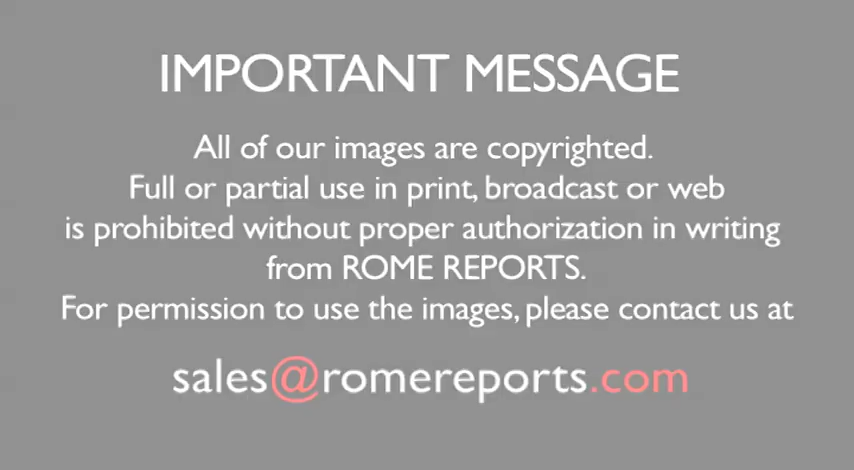 IMPORTANT MESSAGE
All of our images are copyrighted.
Full or partial use in print, broadcast or web
is prohibited without proper authorization in writing
from ROME REPORTS.
For permission to use the images, please contact us at
sales@romereports.com